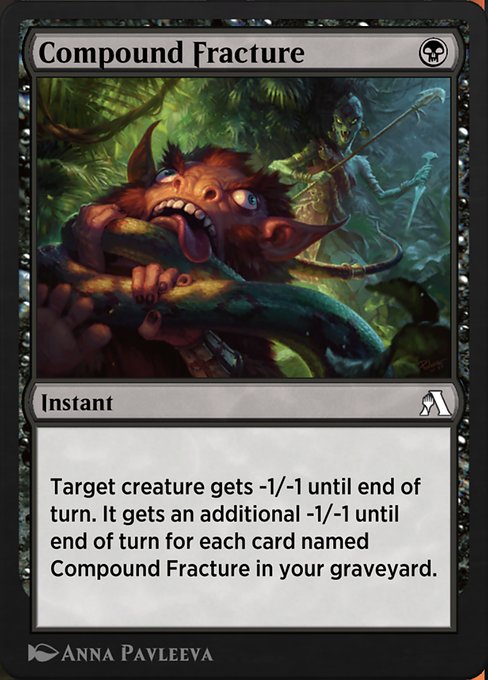 Compound Fracture
Instant
Target creature gets -1/-1 until end of
turn. It gets an additional -1/-1 until
end of turn for each card named
Compound Fracture in your graveyard.
Anna Pavleeva